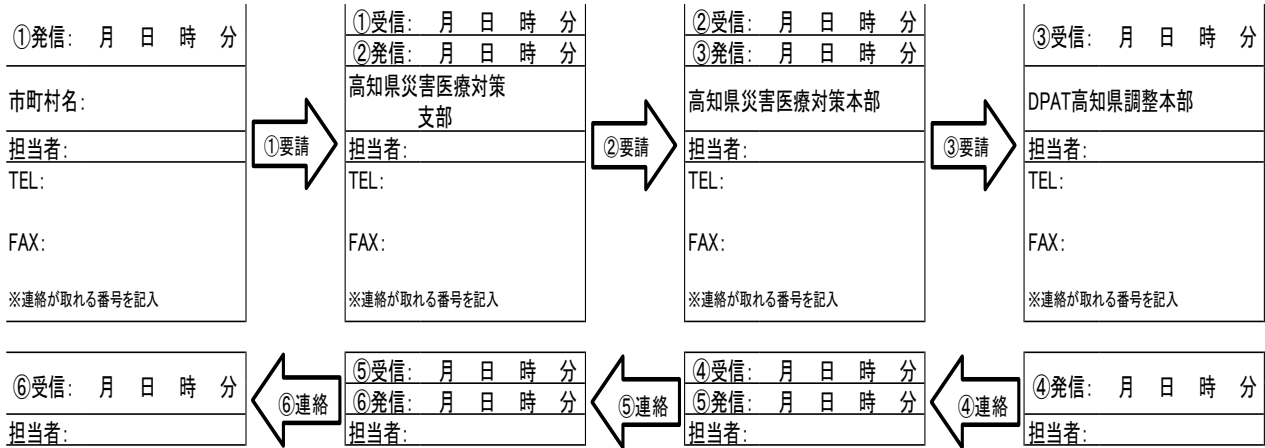 ①発信: 月 日 時 分
市町村名:
担当者:
TEL:
FAX:
※連絡が取れる番号を記入
①要請
①受信: 月 日 時 分
②発信: 月 日 時 分
高知県災害医療対策
支部
担当者:
TEL:
FAX:
※連絡が取れる番号を記入
②要請
②受信: 月 日 時 分
③発信: 月 日 時 分
高知県災害医療対策本部
担当者:
TEL:
FAX:
※連絡が取れる番号を記入
③要請
③受信: 月 日 時 分
DPAT高知県調整本部
担当者:
TEL:
FAX:
※連絡が取れる番号を記入
⑥受信: 月 日 時 分
担当者:
⑥連絡
⑤受信: 月 日 時 分
⑥発信: 月 日 時 分
担当者:
⑤連絡
④受信: 月 日 時 分
⑤発信: 月 日 時 分
担当者:
④連絡
④発信: 月 日 時 分
担当者: